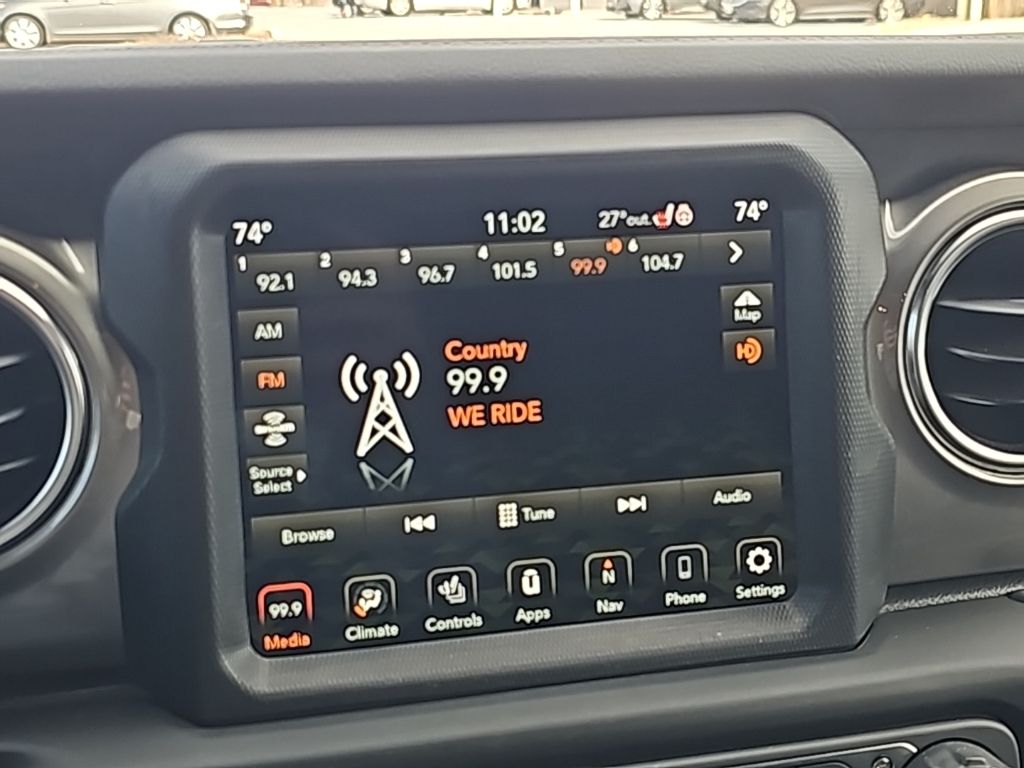 74° 11:02 27° out 74°
1 92.1 2 94.3 3 96.7 4 101.5 5 99.9 6 104.7
AM
Map
FM
HD
Country
99.9
WE RIDE
Source
Select
Browse Tune Audio
99.9 U N
Media Climate Controls Apps Nav Phone Settings